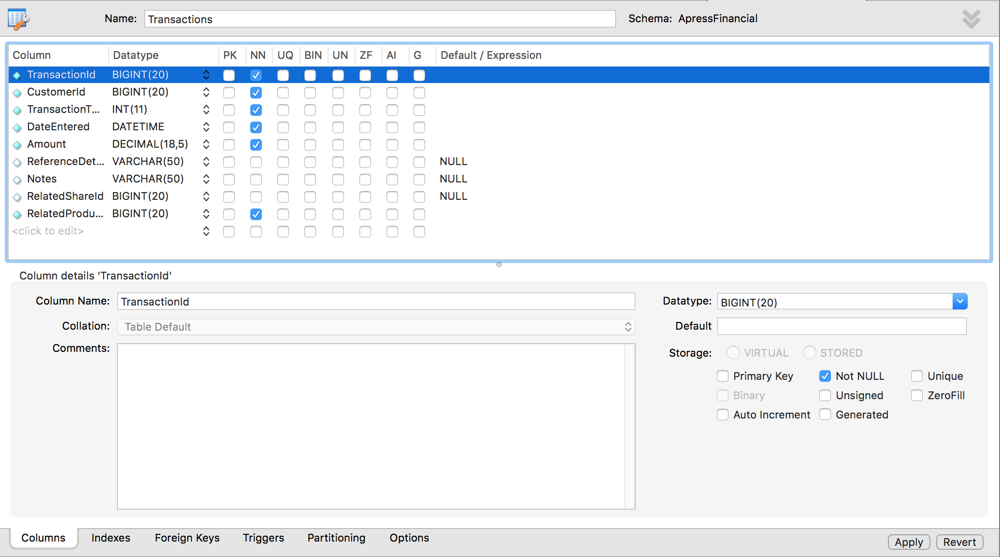 Name: Transactions Schema: ApressFinancial
Column Datatype PK NN UQ BIN UN ZF AI G Default / Expression
TransactionId BIGINT(20)
CustomerId BIGINT(20)
TransactionT... INT(11)
DateEntered DATETIME
Amount DECIMAL(18,5)
ReferenceDet... VARCHAR(50) NULL
Notes VARCHAR(50) NULL
RelatedShareId BIGINT(20) NULL
RelatedProdu... BIGINT(20)
<click to edit>
Column details 'TransactionId'
Column Name: TransactionId Datatype: BIGINT(20)
Collation: Table Default Default
Comments: Storage: VIRTUAL STORED
Primary Key Not NULL Unique
Binary Unsigned ZeroFill
Auto Increment Generated
Columns Indexes Foreign Keys Triggers Partitioning Options Apply Revert